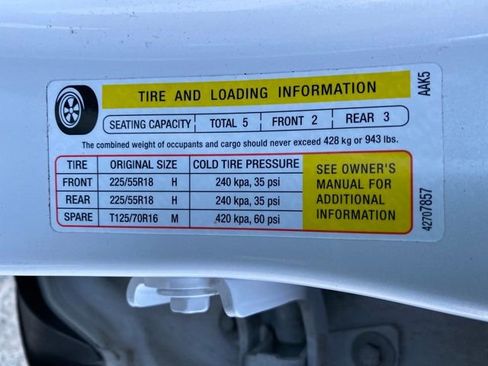 TIRE AND LOADING INFORMATION
SEATING CAPACITY TOTAL 5 FRONT 2 REAR 3
The combined weight of occupants and cargo should never exceed 428 kg or 943 lbs.
TIRE ORIGINAL SIZE COLD TIRE PRESSURE
FRONT 225/55R18 H 240 kpa, 35 psi
REAR 225/55R18 H 240 kpa, 35 psi
SPARE T125/70R16 M 420 kpa, 60 psi
SEE OWNER'S
MANUAL FOR
ADDITIONAL
INFORMATION
AAK5
42707857